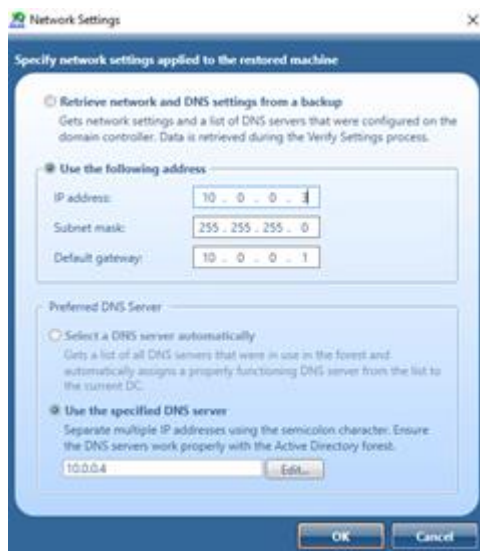 Network Settings
Specify network settings applied to the restored machine
Retrieve network and DNS settings from a backup
Gets network settings and a list of DNS servers that were configured on the
domain controller. Data is retrieved during the Verify Settings process.
Use the following address
IP address: 10 . 0 . 0 . 3
Subnet mask: 255 . 255 . 255 . 0
Default gateway: 10 . 0 . 0 . 1
Preferred DNS Server
Select a DNS server automatically
Gets a list of all DNS servers that were in use in the forest and
automatically assigns a properly functioning DNS server from the list to
the current DC.
Use the specified DNS server
Separate multiple IP addresses using the semicolon character. Ensure
the DNS servers work properly with the Active Directory forest.
10.0.0.4 Edit...
OK Cancel